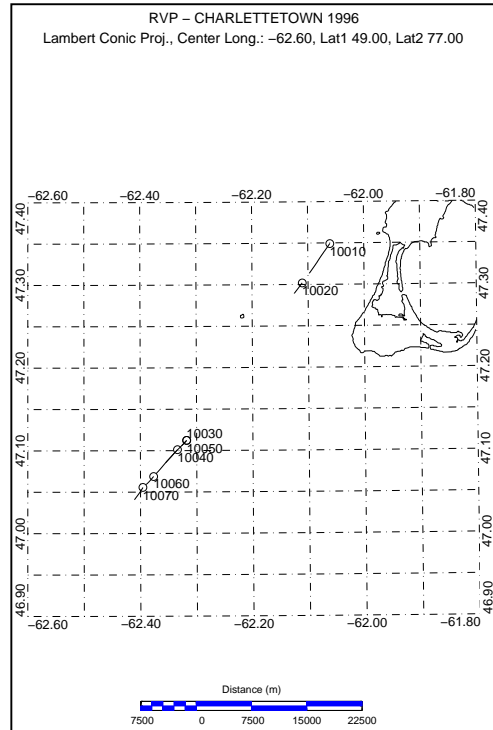 RVP – CHARLETTETOWN 1996
Lambert Conic Proj., Center Long.: −62.60, Lat1 49.00, Lat2 77.00
−62.60 −62.40 −62.20 −62.00 −61.80
47.40 47.40
10010
47.30 10020 47.30
47.20 47.20
10030
47.10 10050 47.10
10040
10060
10070
47.00 47.00
46.90 46.90
−62.60 −62.40 −62.20 −62.00 −61.80
Distance (m)
7500 0 7500 15000 22500